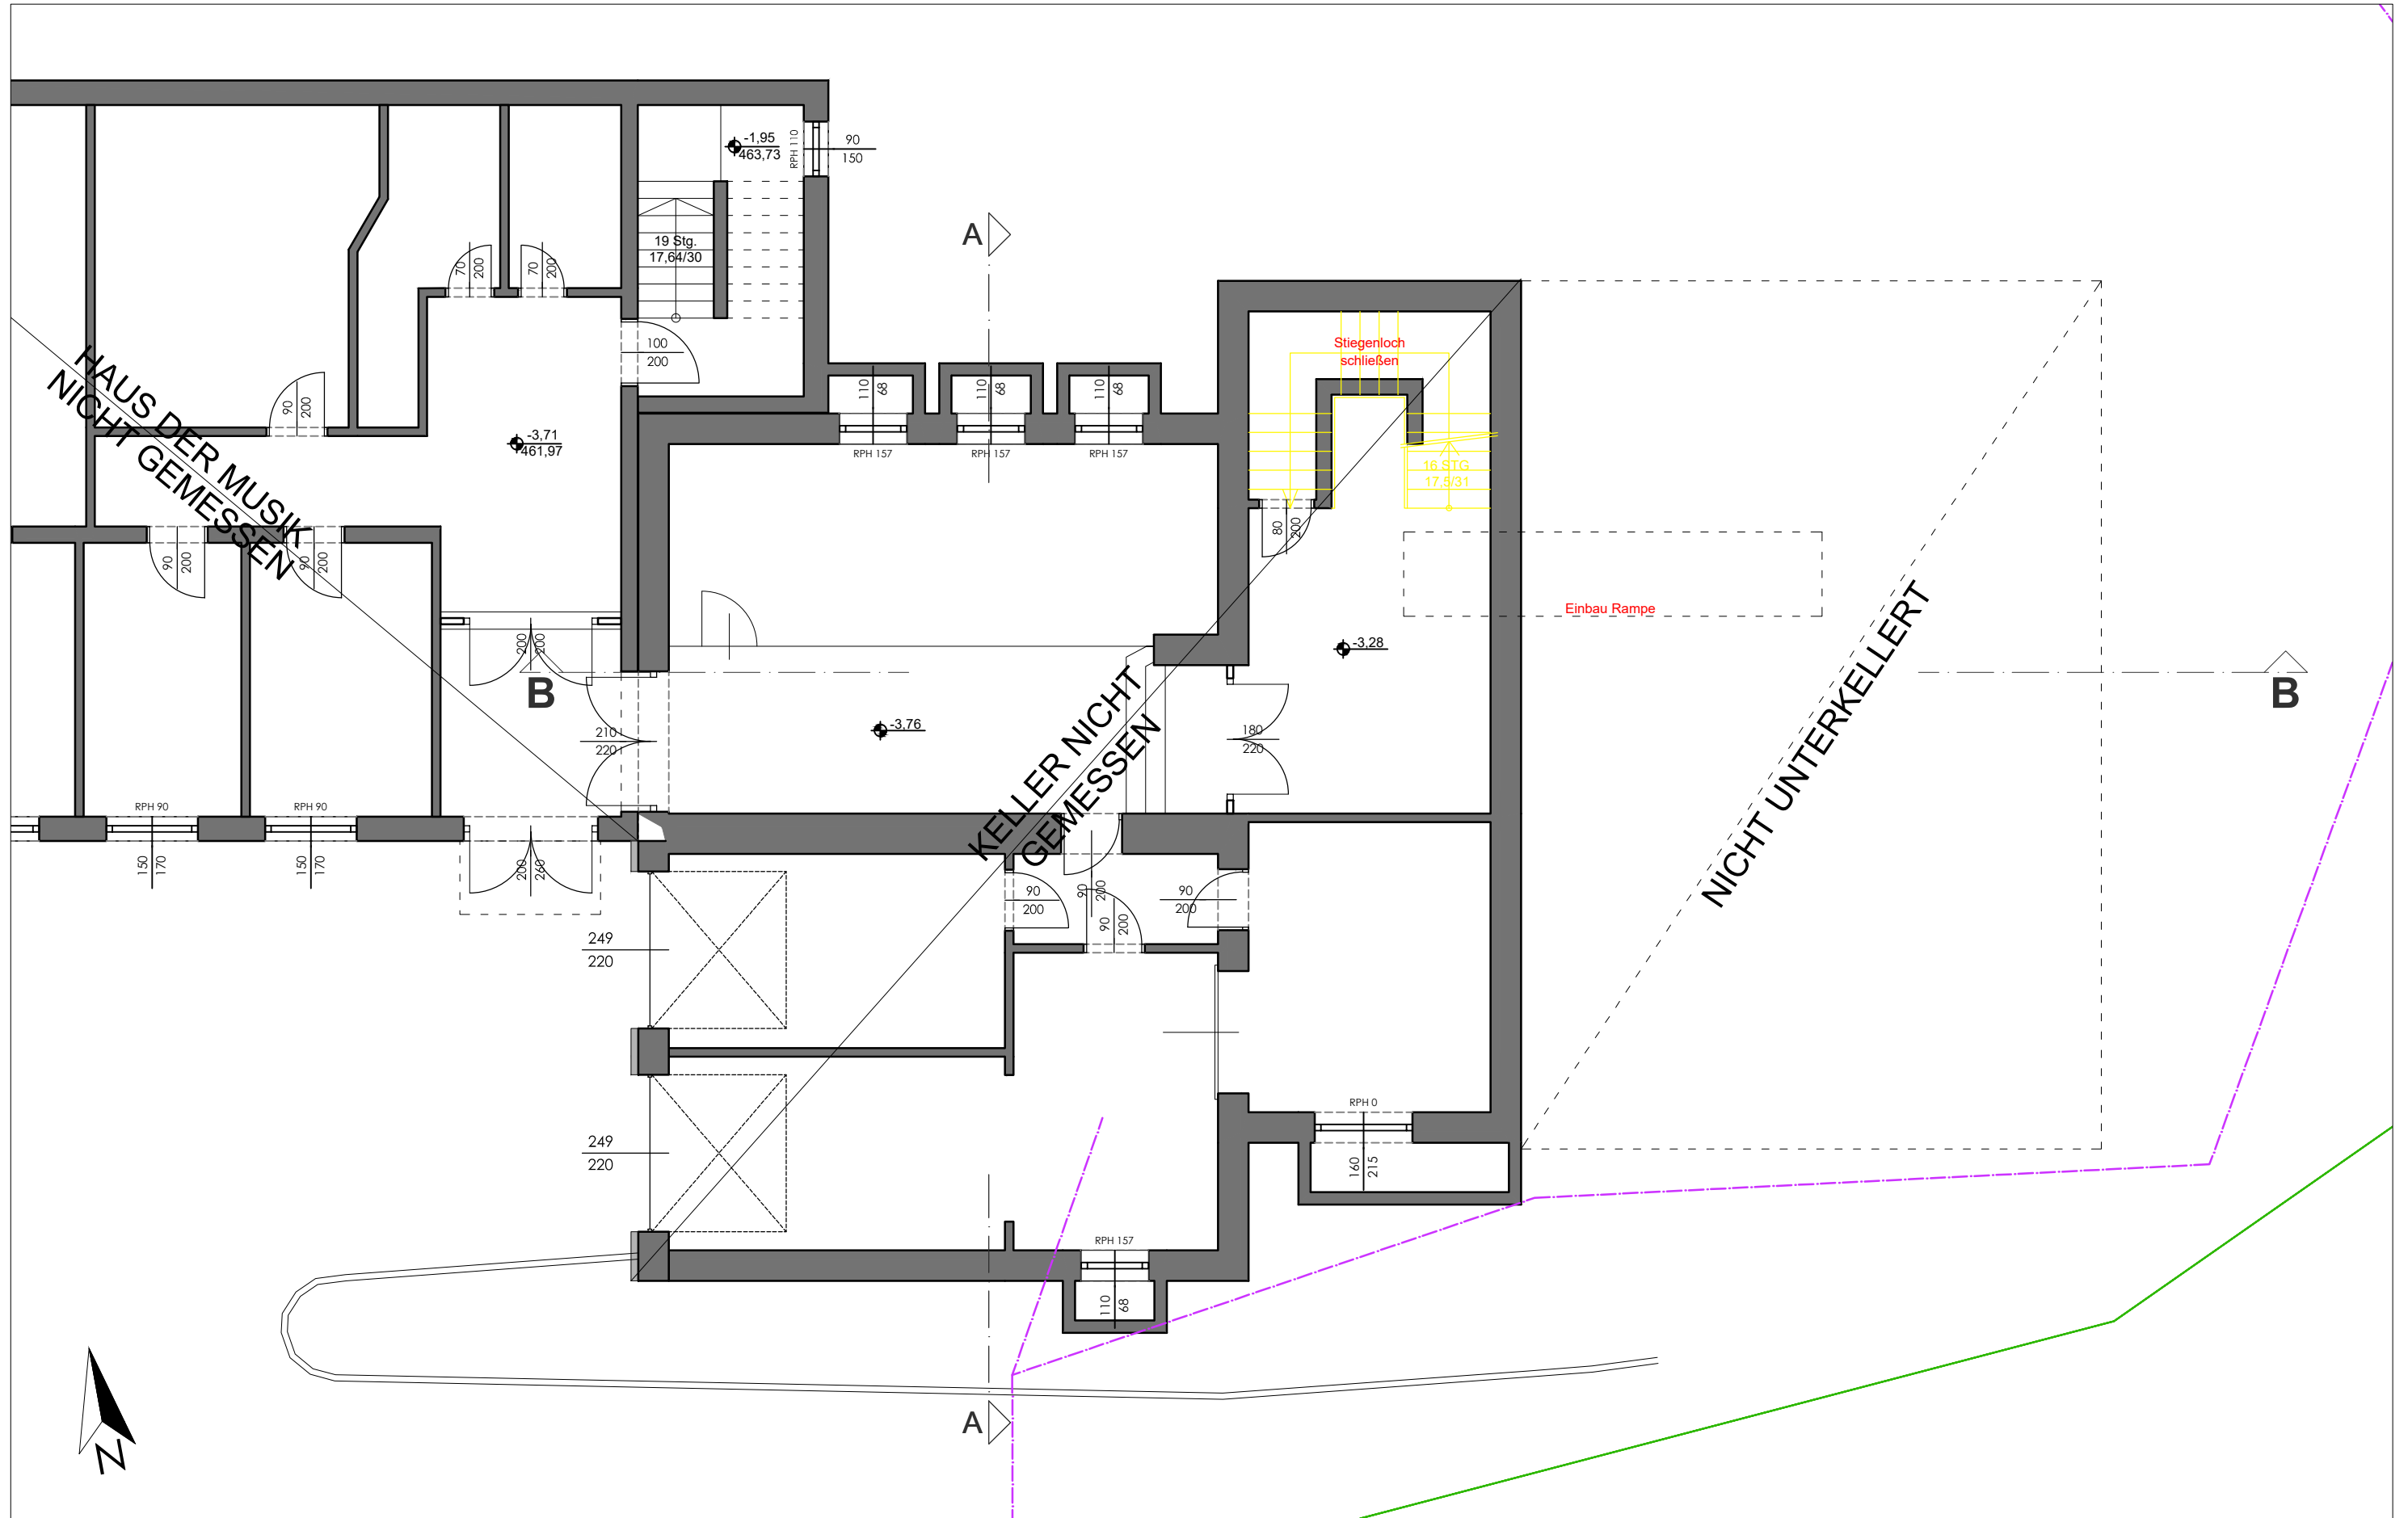 -1,95
463,73
RPH 110
90
150
A
19 Stg.
17,64/30
70
200
70
200
100
200
Stiegenloch
schließen
110
68
110
68
110
68
90
200
HAUS DER MUSIK
NICHT GEMESSEN
-3,71
461,97
RPH 157
RPH 157
RPH 157
16 STG
17,5/31
80
200
90
200
90
200
Einbau Rampe
200
200
-3,28
B
B
-3,76
210
220
180
220
KELLER NICHT
GEMESSEN
NICHT UNTERKELLERT
RPH 90
RPH 90
150
170
150
170
200
260
90
200
90
200
90
200
90
200
249
220
RPH 0
249
220
160
215
RPH 157
110
68
A
N